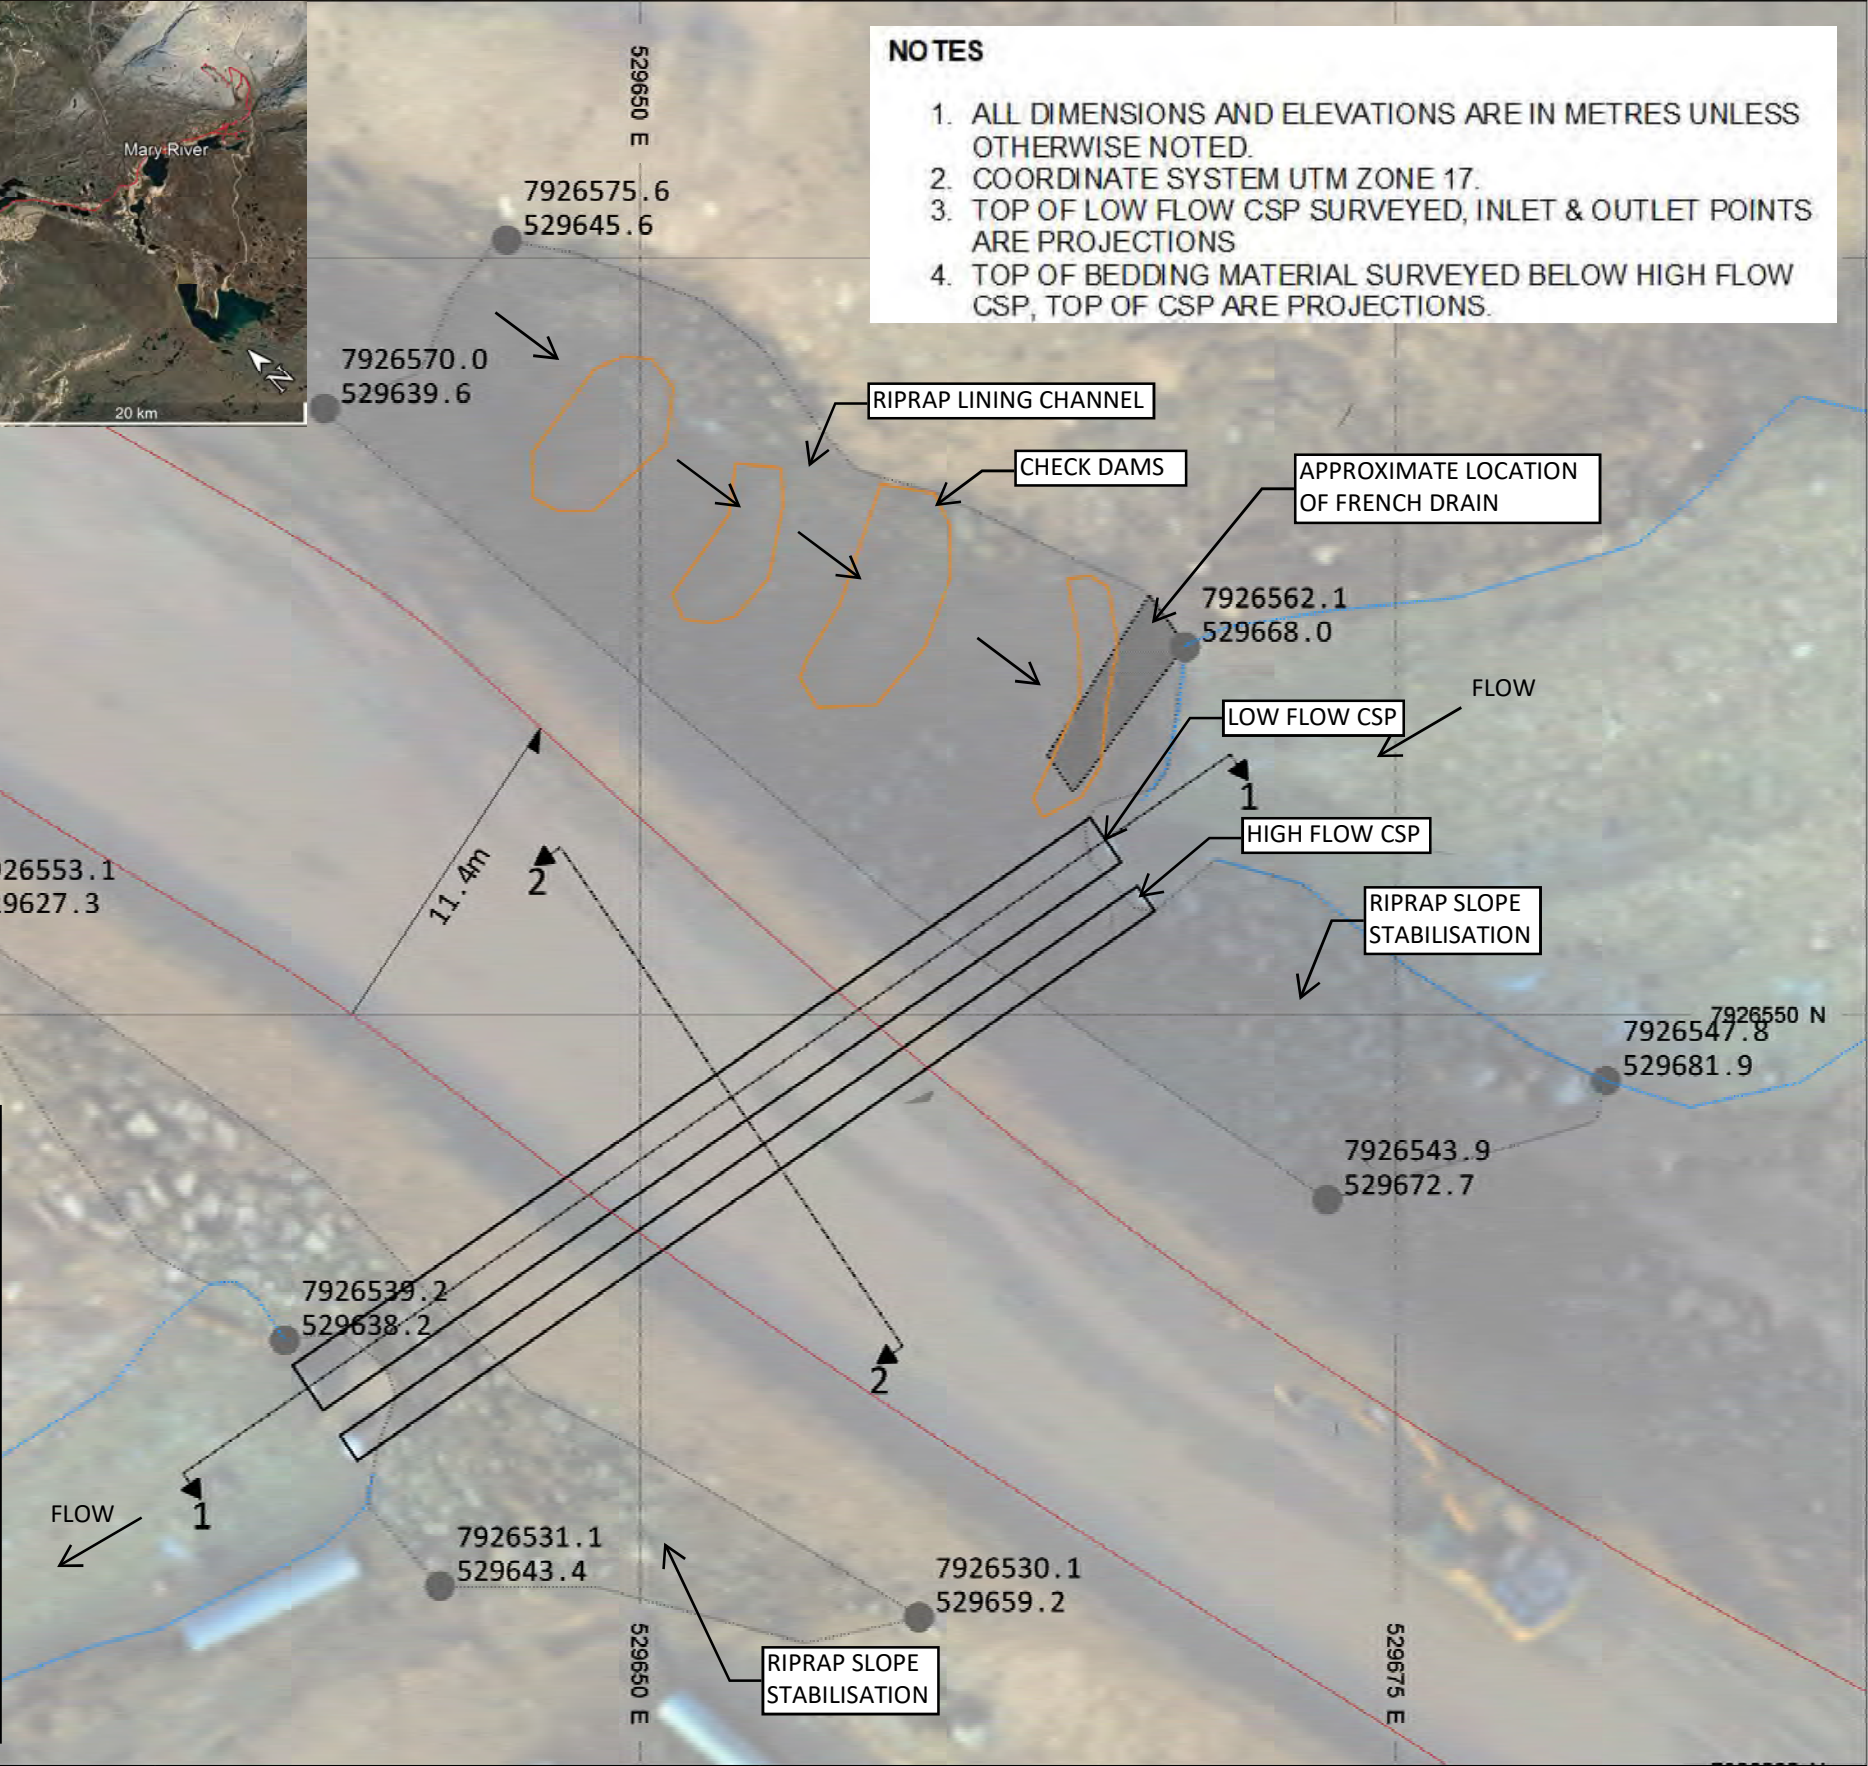 Mary River
N
20 km
NOTES
1. ALL DIMENSIONS AND ELEVATIONS ARE IN METRES UNLESS
OTHERWISE NOTED.
2. COORDINATE SYSTEM UTM ZONE 17.
3. TOP OF LOW FLOW CSP SURVEYED, INLET & OUTLET POINTS
ARE PROJECTIONS
4. TOP OF BEDDING MATERIAL SURVEYED BELOW HIGH FLOW
CSP, TOP OF CSP ARE PROJECTIONS.
529650 E
7926575.6
529645.6
7926570.0
529639.6
RIPRAP LINING CHANNEL
CHECK DAMS
APPROXIMATE LOCATION
OF FRENCH DRAIN
7926562.1
529668.0
FLOW
LOW FLOW CSP
1
HIGH FLOW CSP
26553.1
9627.3
11.4m
2
RIPRAP SLOPE
STABILISATION
7926550 N
7926547.8
529681.9
7926543.9
529672.7
7926539.2
529638.2
2
1
FLOW
7926531.1
529643.4
7926530.1
529659.2
RIPRAP SLOPE
STABILISATION
529650 E
529675 E